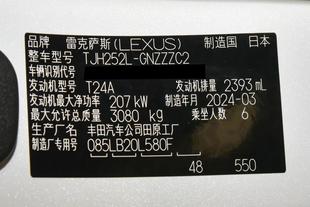 品牌 雷克萨斯(LEXUS) 制造国 日本
整车型号 TJH252L-GNZZZC2
车辆识别代号
发动机型号 T24A 发动机排量 2393 mL
发动机最大净功率 207 kW 制造年月 2024-03
最大允许总质量 3080 kg 乘坐人数 6
生产厂名 丰田汽车公司田原工厂
制造厂专用号 085LB20L580F
48 550